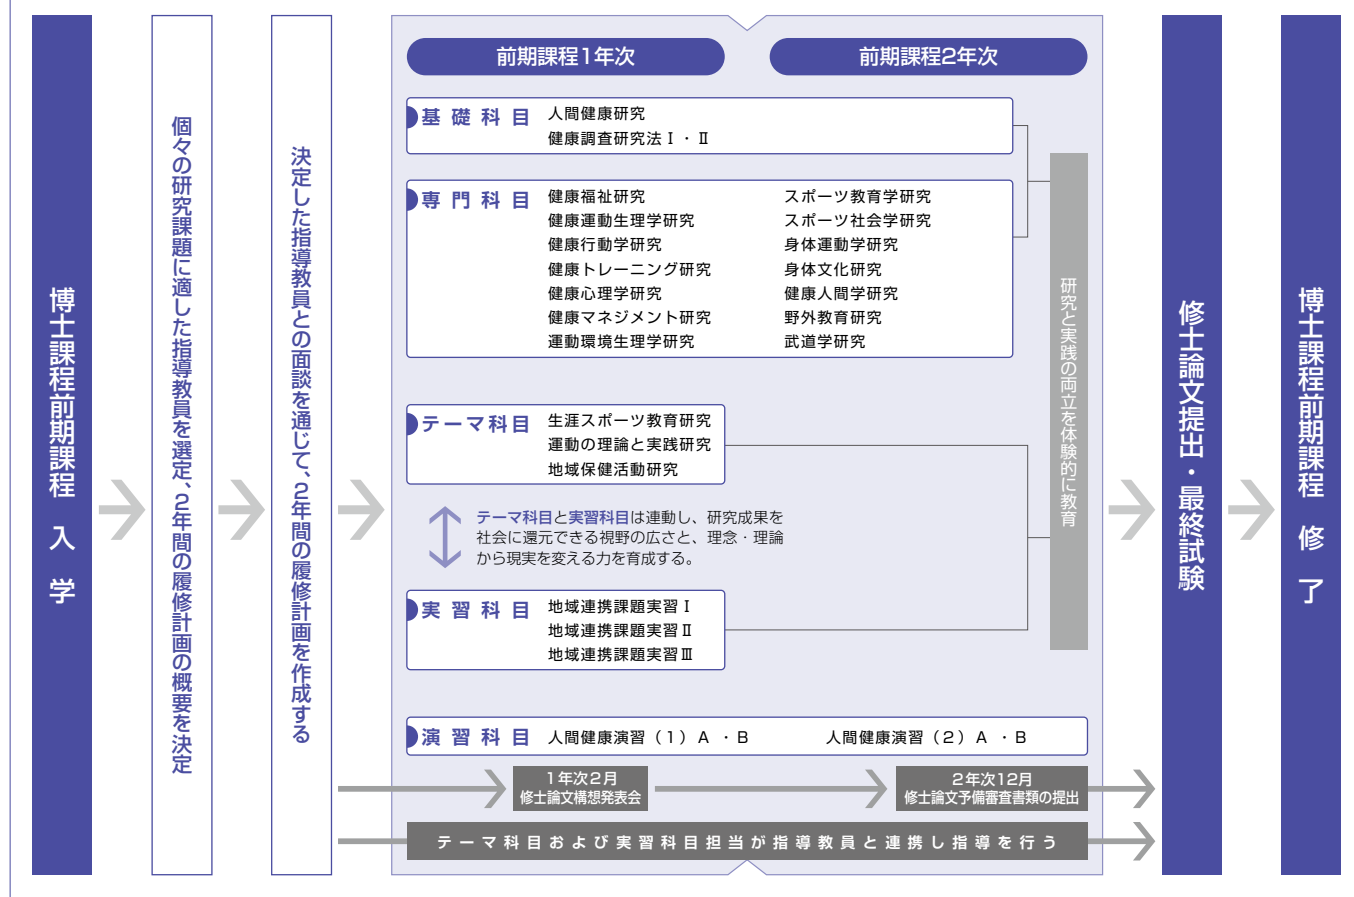 博士課程前期課程 入学
個々の研究課題に適した指導教員を選定、2年間の履修計画の概要を決定
決定した指導教員との面談を通じて、2年間の履修計画を作成する
前期課程1年次
前期課程2年次
基礎科目
人間健康研究
健康調査研究法Ⅰ・Ⅱ
専門科目
健康福祉研究
健康運動生理学研究
健康行動学研究
健康トレーニング研究
健康心理学研究
健康マネジメント研究
運動環境生理学研究
スポーツ教育学研究
スポーツ社会学研究
身体運動学研究
身体文化研究
健康人間学研究
野外教育研究
武道学研究
テーマ科目
生涯スポーツ教育研究
運動の理論と実践研究
地域保健活動研究
テーマ科目と実習科目は連動し、研究成果を
社会に還元できる視野の広さと、理念・理論
から現実を変える力を育成する。
実習科目
地域連携課題実習Ⅰ
地域連携課題実習Ⅱ
地域連携課題実習Ⅲ
研究と実践の両立を体験的に教育
演習科目
人間健康演習（1）A ・B
人間健康演習（2）A ・B
1年次2月
修士論文構想発表会
2年次12月
修士論文予備審査書類の提出
テーマ科目および実習科目担当が指導教員と連携し指導を行う
修士論文提出・最終試験
博士課程前期課程 修了